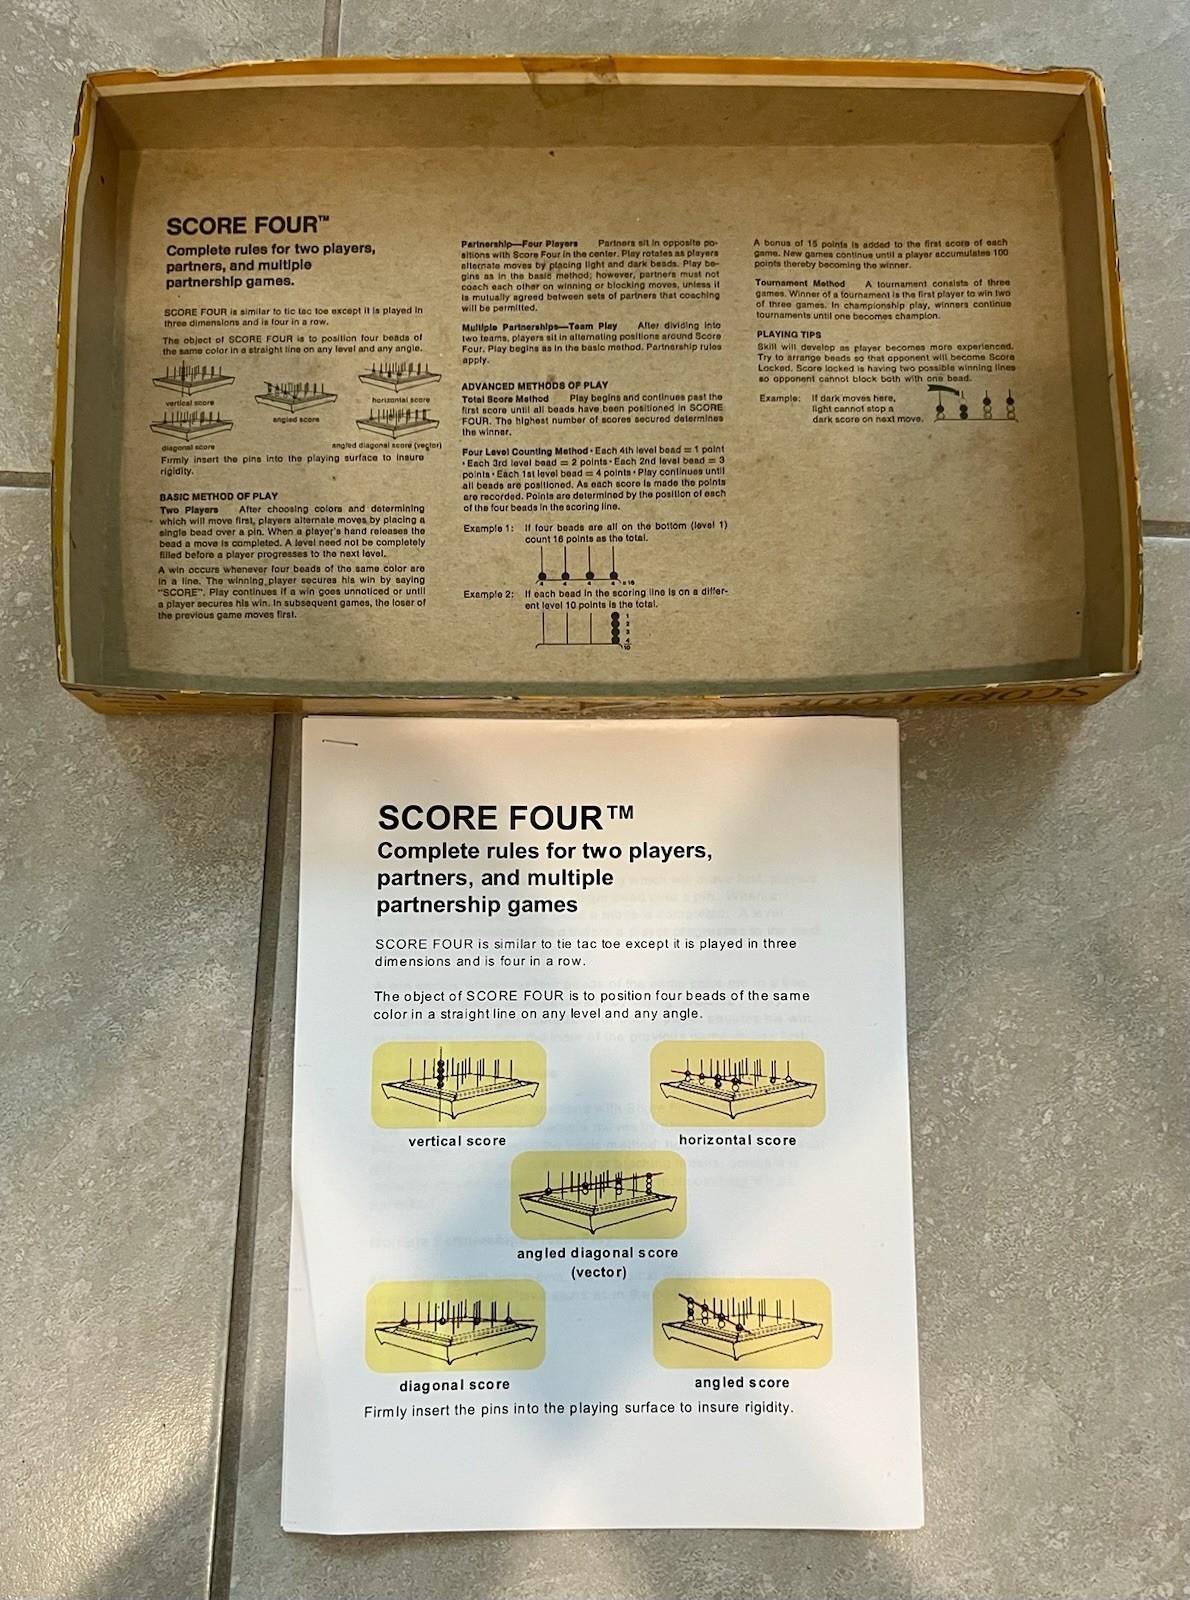 SCORE FOUR™
Complete rules for two players,
partners, and multiple
partnership games.
SCORE FOUR is similar to tic tac toe except it is played in
three dimensions and is four in a row.
The object of SCORE FOUR is to position four beads of
the same color in a straight line on any level and any angle.
vertical score
angled score
horizontal score
diagonal score
angled diagonal score (vector)
Firmly insert the pins into the playing surface to insure
rigidity.
BASIC METHOD OF PLAY
Two Players After choosing colors and determining
which will move first, players alternate moves by placing a
single bead over a pin. When a player's hand releases the
bead a move is completed. A level need not be completely
filled before a player progresses to the next level.
A win occurs whenever four beads of the same color are
in a line. The winning player secures his win by saying
"SCORE". Play continues if a win goes unnoticed or until
a player secures his win. In subsequent games, the loser of
the previous game moves first.
Partnership—Four Players Partners sit in opposite po-
sitions with Score Four in the center. Play rotates as players
alternate moves by placing light and dark beads. Play be-
gins as in the basic method; however, partners must not
coach each other on winning or blocking moves, unless it
is mutually agreed between sets of partners that coaching
will be permitted.
Multiple Partnerships—Team Play After dividing into
two teams, players sit in alternating positions around Score
Four. Play begins as in the basic method. Partnership rules
apply.
ADVANCED METHODS OF PLAY
Total Score Method Play begins and continues past the
first score until all beads have been positioned in SCORE
FOUR. The highest number of scores secured determines
the winner.
Four Level Counting Method • Each 4th level bead = 1 point
• Each 3rd level bead = 2 points • Each 2nd level bead = 3
points • Each 1st level bead = 4 points • Play continues until
all beads are positioned. As each score is made the points
are recorded. Points are determined by the position of each
of the four beads in the scoring line.
Example 1: If four beads are all on the bottom (level 1)
count 16 points as the total.
4 4 4 4 = 16
Example 2: If each bead in the scoring line is on a differ-
ent level 10 points is the total.
1
2
3
4
10
A bonus of 15 points is added to the first score of each
game. New games continue until a player accumulates 100
points thereby becoming the winner.
Tournament Method A tournament consists of three
games. Winner of a tournament is the first player to win two
of three games. In championship play, winners continue
tournaments until one becomes champion.
PLAYING TIPS
Skill will develop as player becomes more experienced.
Try to arrange beads so that opponent will become Score
Locked. Score locked is having two possible winning lines
so opponent cannot block both with one bead.
Example: If dark moves here,
light cannot stop a
dark score on next move.
SCORE FOUR
SCORE FOUR™
Complete rules for two players,
partners, and multiple
partnership games
SCORE FOUR is similar to tie tac toe except it is played in three
dimensions and is four in a row.
The object of SCORE FOUR is to position four beads of the same
color in a straight line on any level and any angle.
vertical score
horizontal score
angled diagonal score
(vector)
diagonal score
angled score
Firmly insert the pins into the playing surface to insure rigidity.